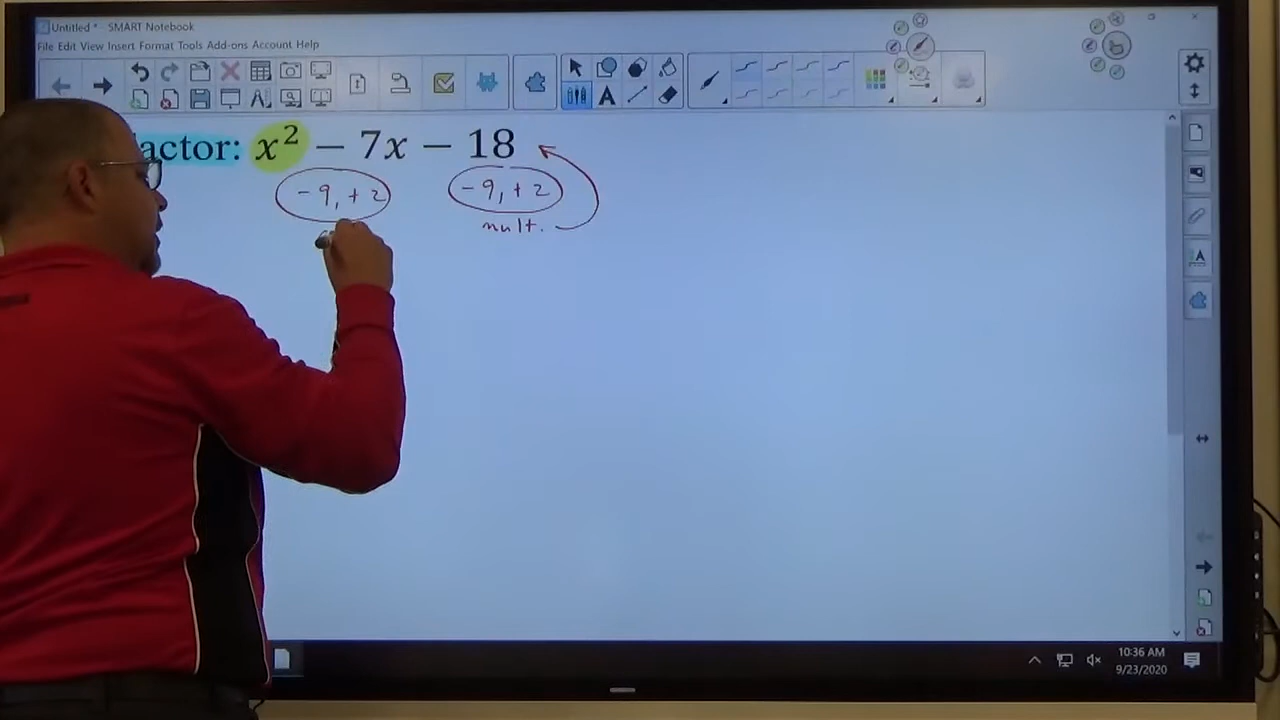 Untitled * - SMART Notebook
File Edit View Insert Format Tools Add-ons Account Help
actor: x² − 7x − 18
-9, +2 -9, +2
mult.
10:36 AM
9/23/2020